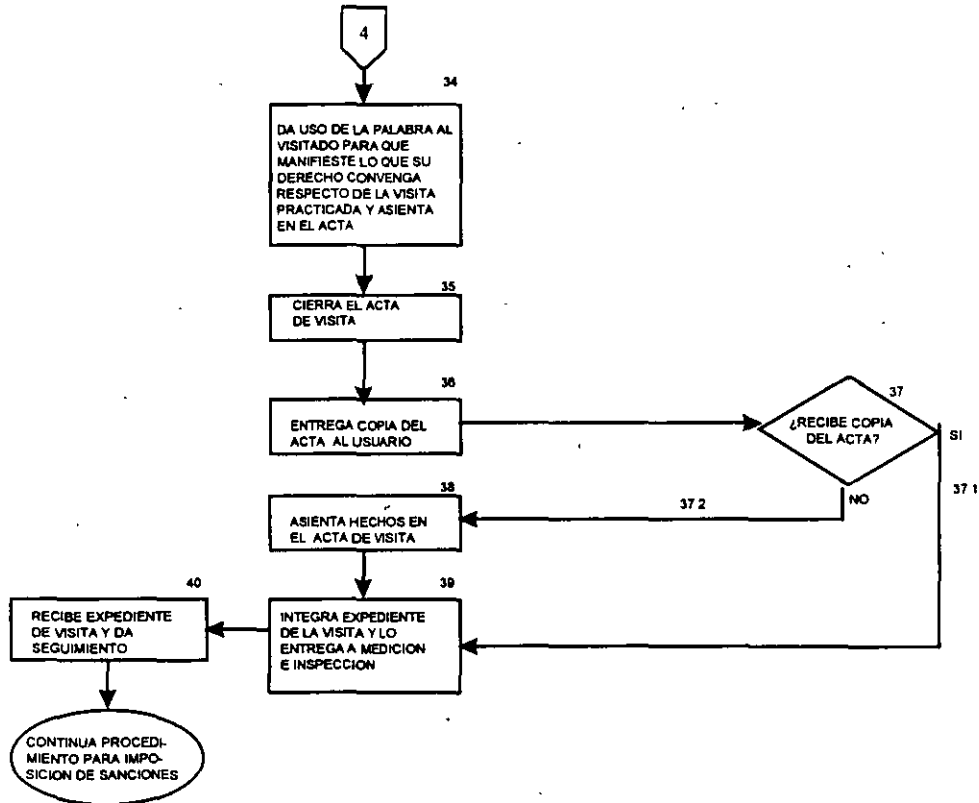 4
34
DA USO DE LA PALABRA AL
VISITADO PARA QUE
MANIFIESTE LO QUE SU
DERECHO CONVENGA
RESPECTO DE LA VISITA
PRACTICADA Y ASIENTA
EN EL ACTA
35
CIERRA EL ACTA
DE VISITA
36
ENTREGA COPIA DEL
ACTA AL USUARIO
37
¿RECIBE COPIA
DEL ACTA?
SI
37 1
NO
37 2
38
ASIENTA HECHOS EN
EL ACTA DE VISITA
39
INTEGRA EXPEDIENTE
DE LA VISITA Y LO
ENTREGA A MEDICION
E INSPECCION
40
RECIBE EXPEDIENTE
DE VISITA Y DA
SEGUIMIENTO
CONTINUA PROCEDI-
MIENTO PARA IMPO-
SICION DE SANCIONES